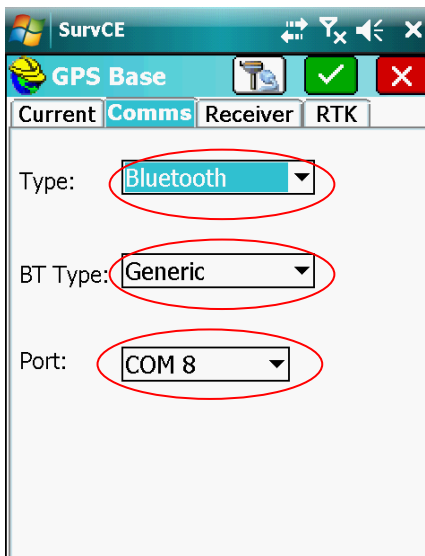 SurvCE
GPS Base
Current Comms Receiver RTK
Type: Bluetooth
BT Type: Generic
Port: COM 8